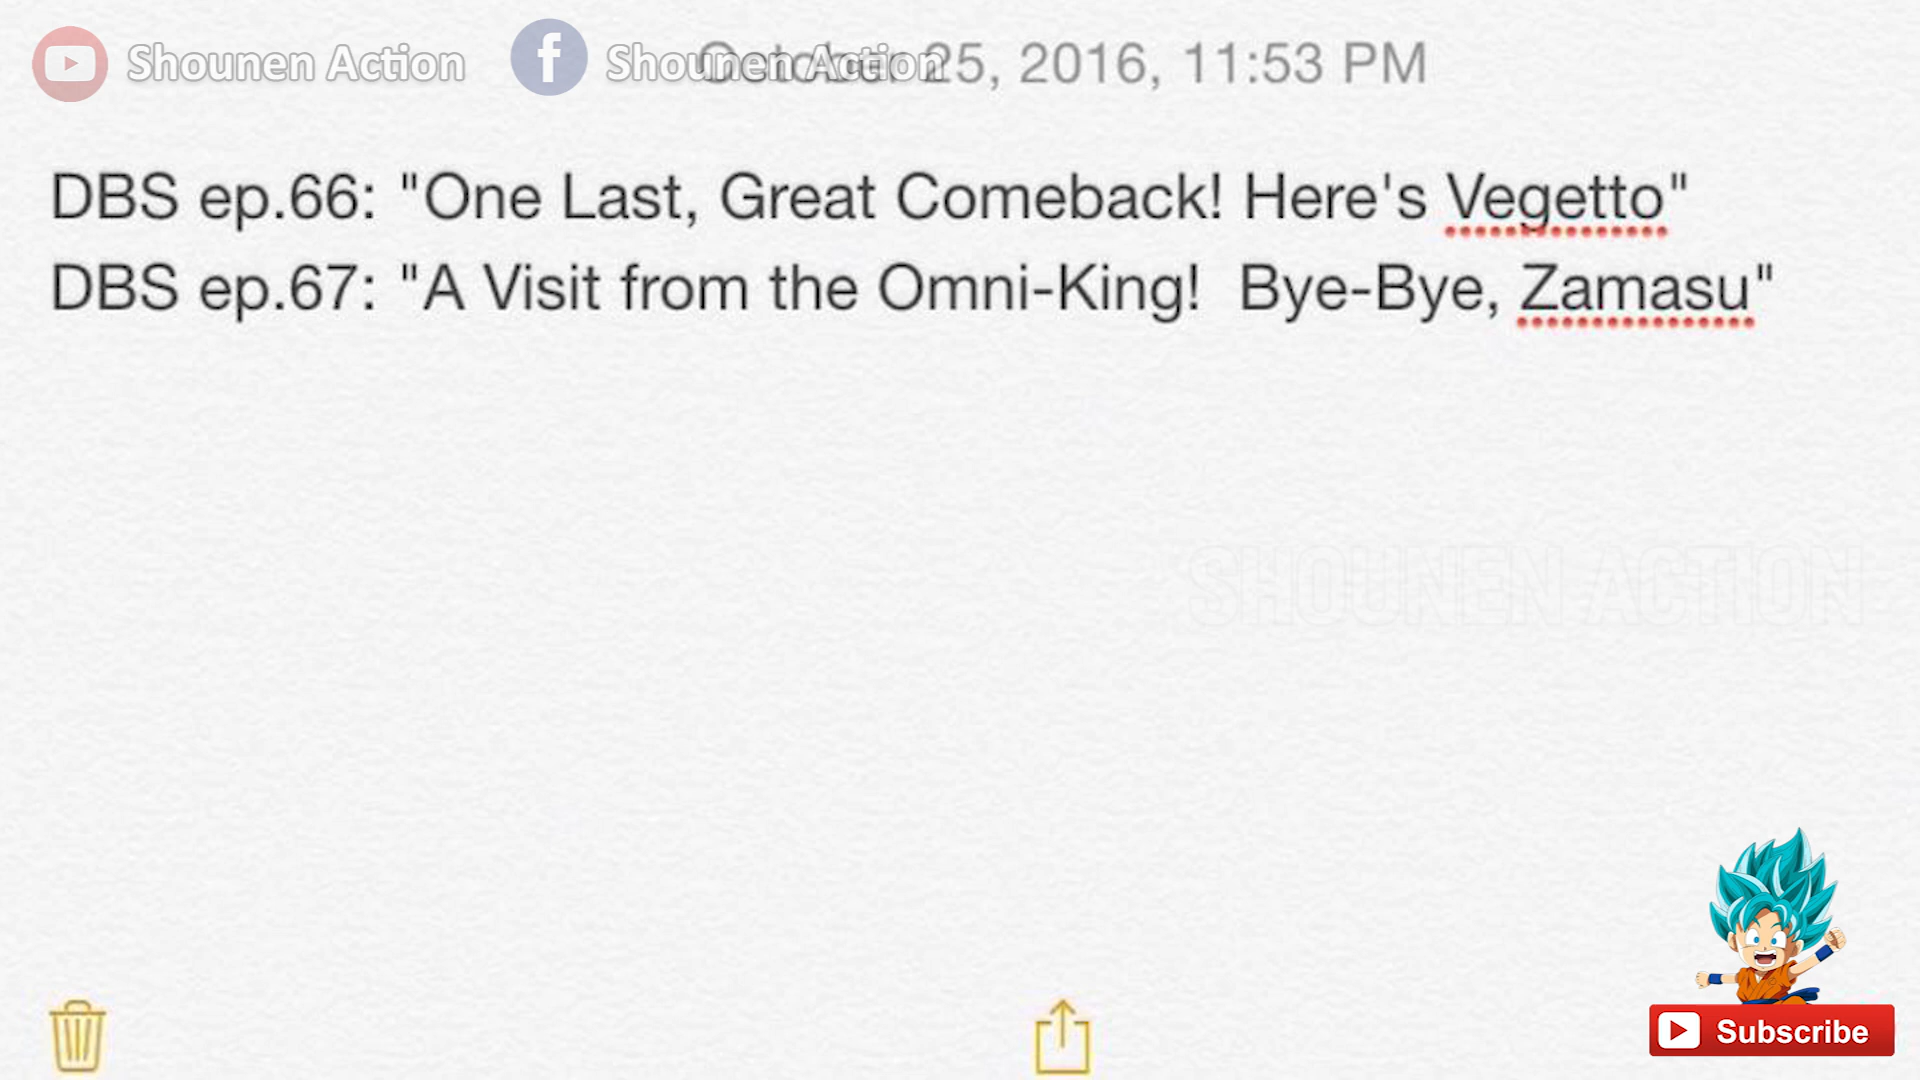 Shounen Action
Shounen Action
October 25, 2016, 11:53 PM
DBS ep.66: "One Last, Great Comeback! Here's Vegetto"
DBS ep.67: "A Visit from the Omni-King!  Bye-Bye, Zamasu"
SHOUNEN ACTION
Subscribe